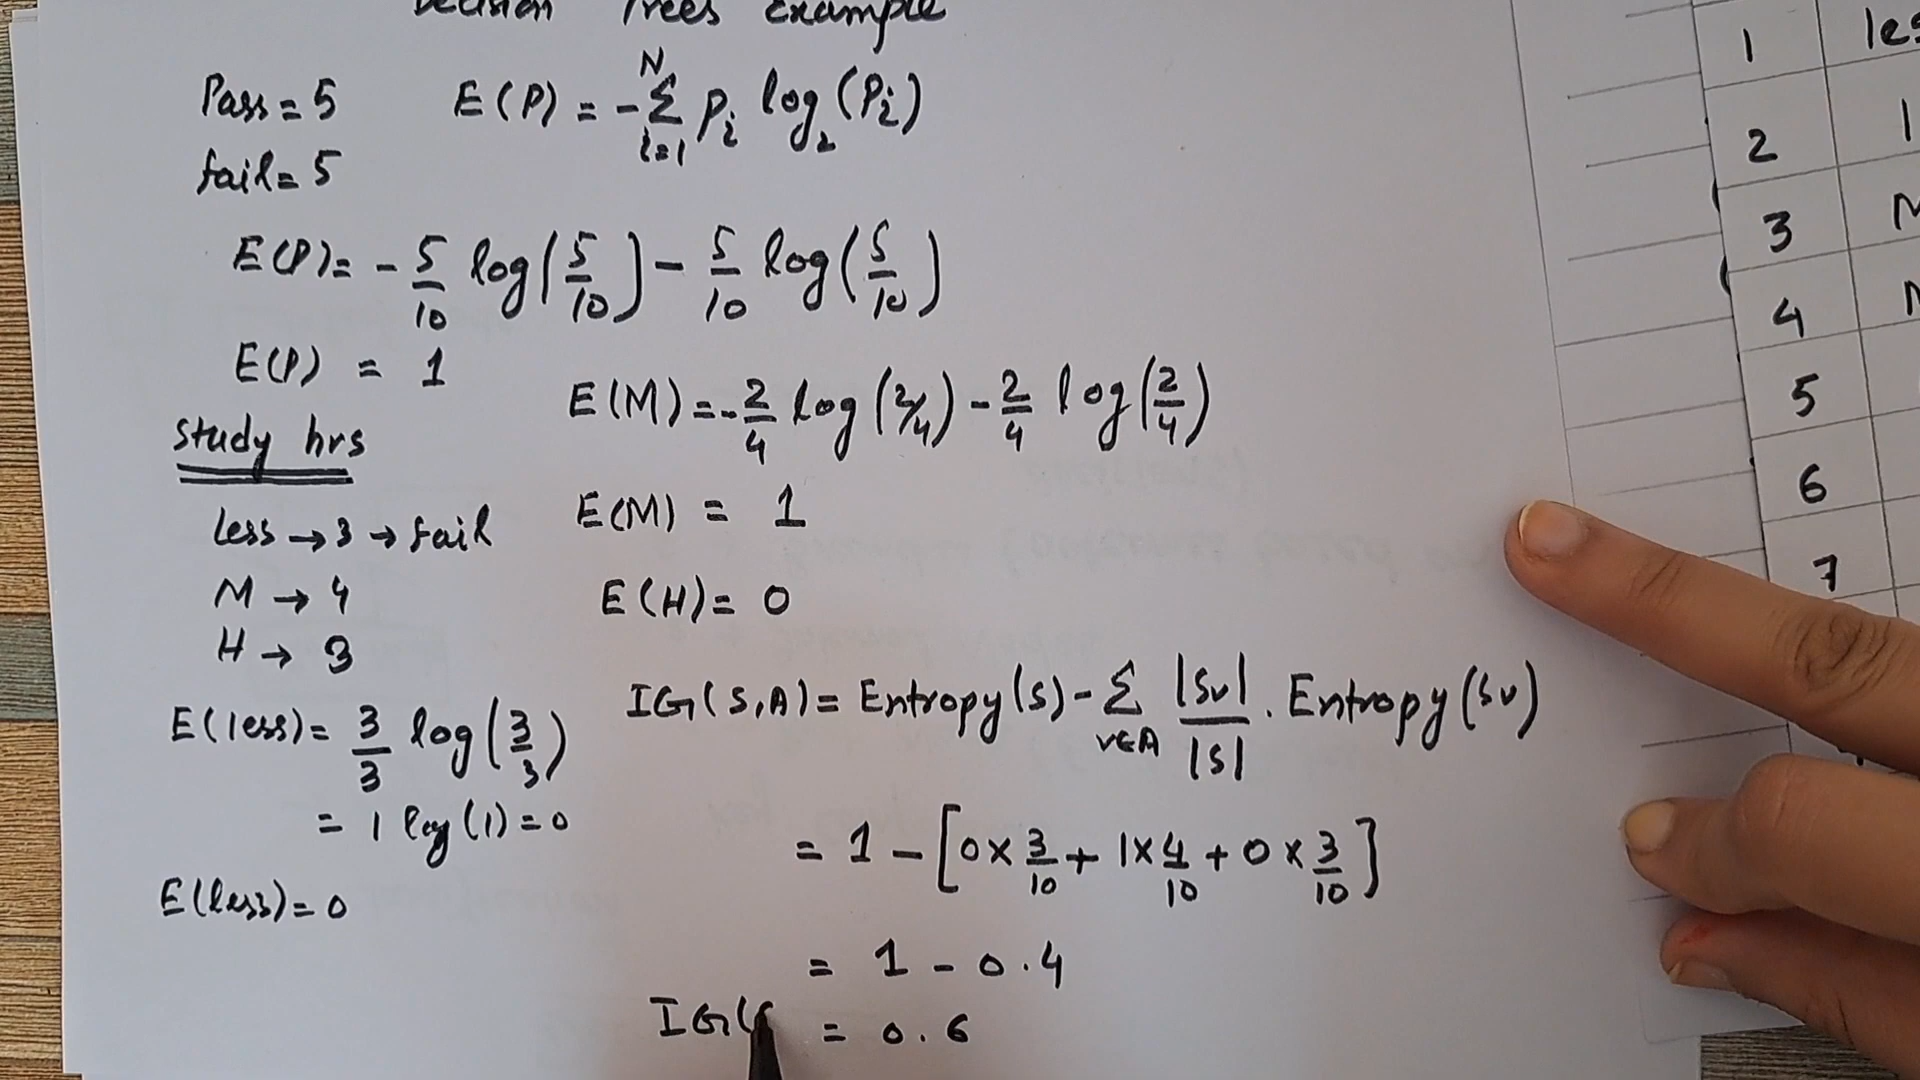 Decision Trees Example
Pass = 5
fail = 5
E(P) = -Σ_{i=1}^{N} P_i log_2 (P_i)
E(P) = - 5/10 log(5/10) - 5/10 log(5/10)
E(P) = 1
Study hrs
less → 3 → fail
M → 4
H → 3
E(less) = 3/3 log(3/3)
= 1 log(1) = 0
E(less) = 0
E(M) = - 2/4 log(2/4) - 2/4 log(2/4)
E(M) = 1
E(H) = 0
IG(S,A) = Entropy(S) - Σ_{v∈A} |Sv|/|S| . Entropy(Sv)
= 1 - [0 × 3/10 + 1 × 4/10 + 0 × 3/10]
= 1 - 0.4
IG( = 0.6
1 les
2 l
3 M
4
5
6
7